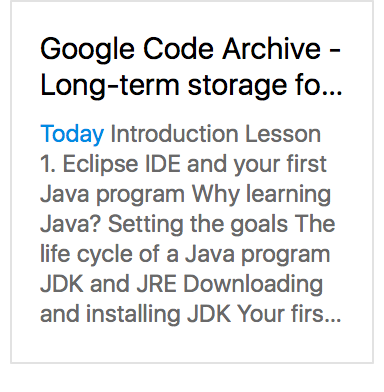 Google Code Archive -
Long-term storage fo...
Today Introduction Lesson
1. Eclipse IDE and your first
Java program Why learning
Java? Setting the goals The
life cycle of a Java program
JDK and JRE Downloading
and installing JDK Your firs...